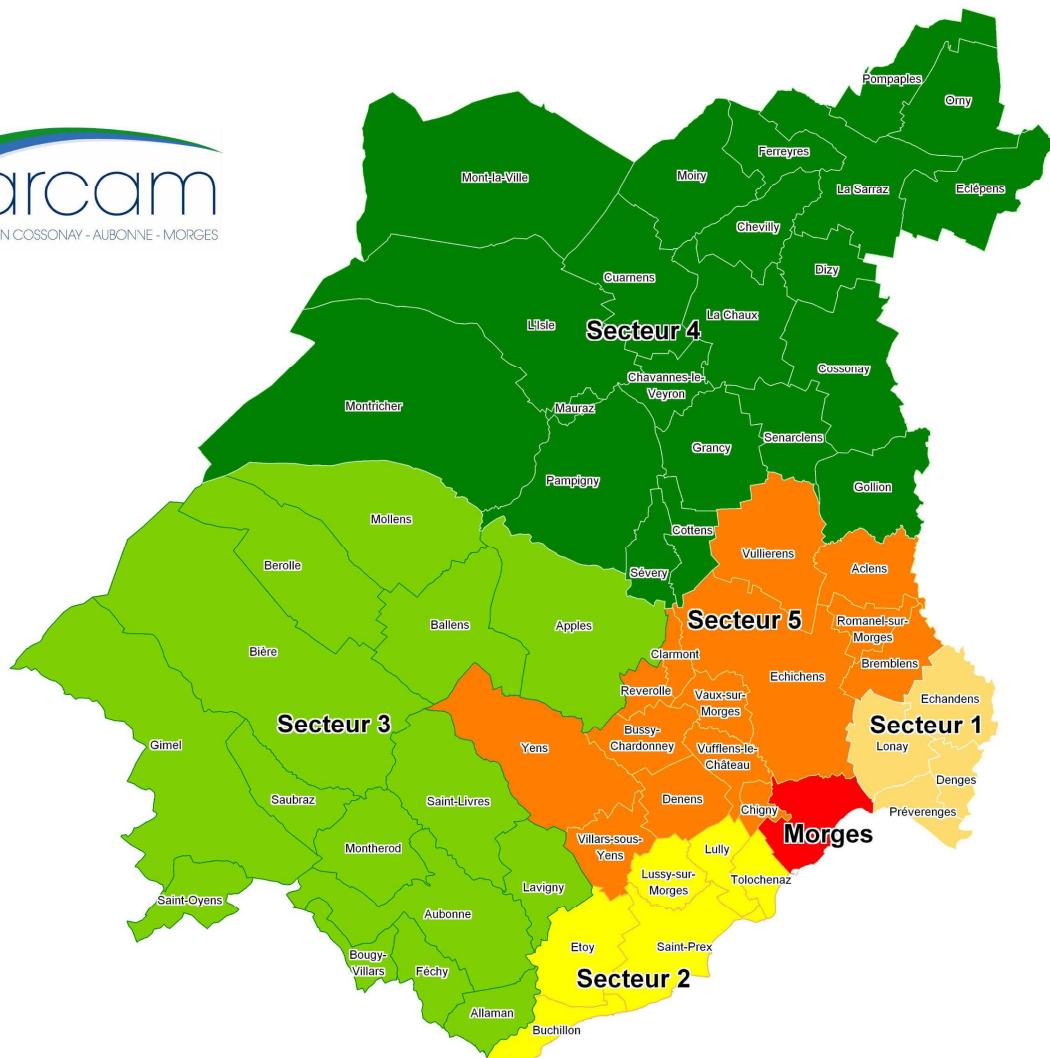 Pompaples
Orny
arcam
N COSSONAY - AUBONNE - MORGES
Ferreyres
Mont-la-Ville
Moiry
La Sarraz
Eclépens
Chevilly
Dizy
Cuarnens
La Chaux
L'Isle
Secteur 4
Cossonay
Chavannes-le-
Veyron
Montricher
Mauraz
Senarclens
Grancy
Pampigny
Gollion
Mollens
Cottens
Vullierens
Berolle
Sévery
Aclens
Ballens
Apples
Secteur 5
Romanel-sur-
Morges
Bière
Clarmont
Bremblens
Echichens
Reverolle
Vaux-sur-
Morges
Echandens
Secteur 3
Secteur 1
Gimel
Yens
Bussy-
Chardonney
Vufflens-le-
Château
Lonay
Denges
Saubraz
Saint-Livres
Denens
Chigny
Préverenges
Morges
Montherod
Villars-sous-
Yens
Lully
Lussy-sur-
Morges
Tolochenaz
Lavigny
Saint-Oyens
Aubonne
Etoy
Saint-Prex
Bougy-
Villars
Féchy
Secteur 2
Allaman
Buchillon